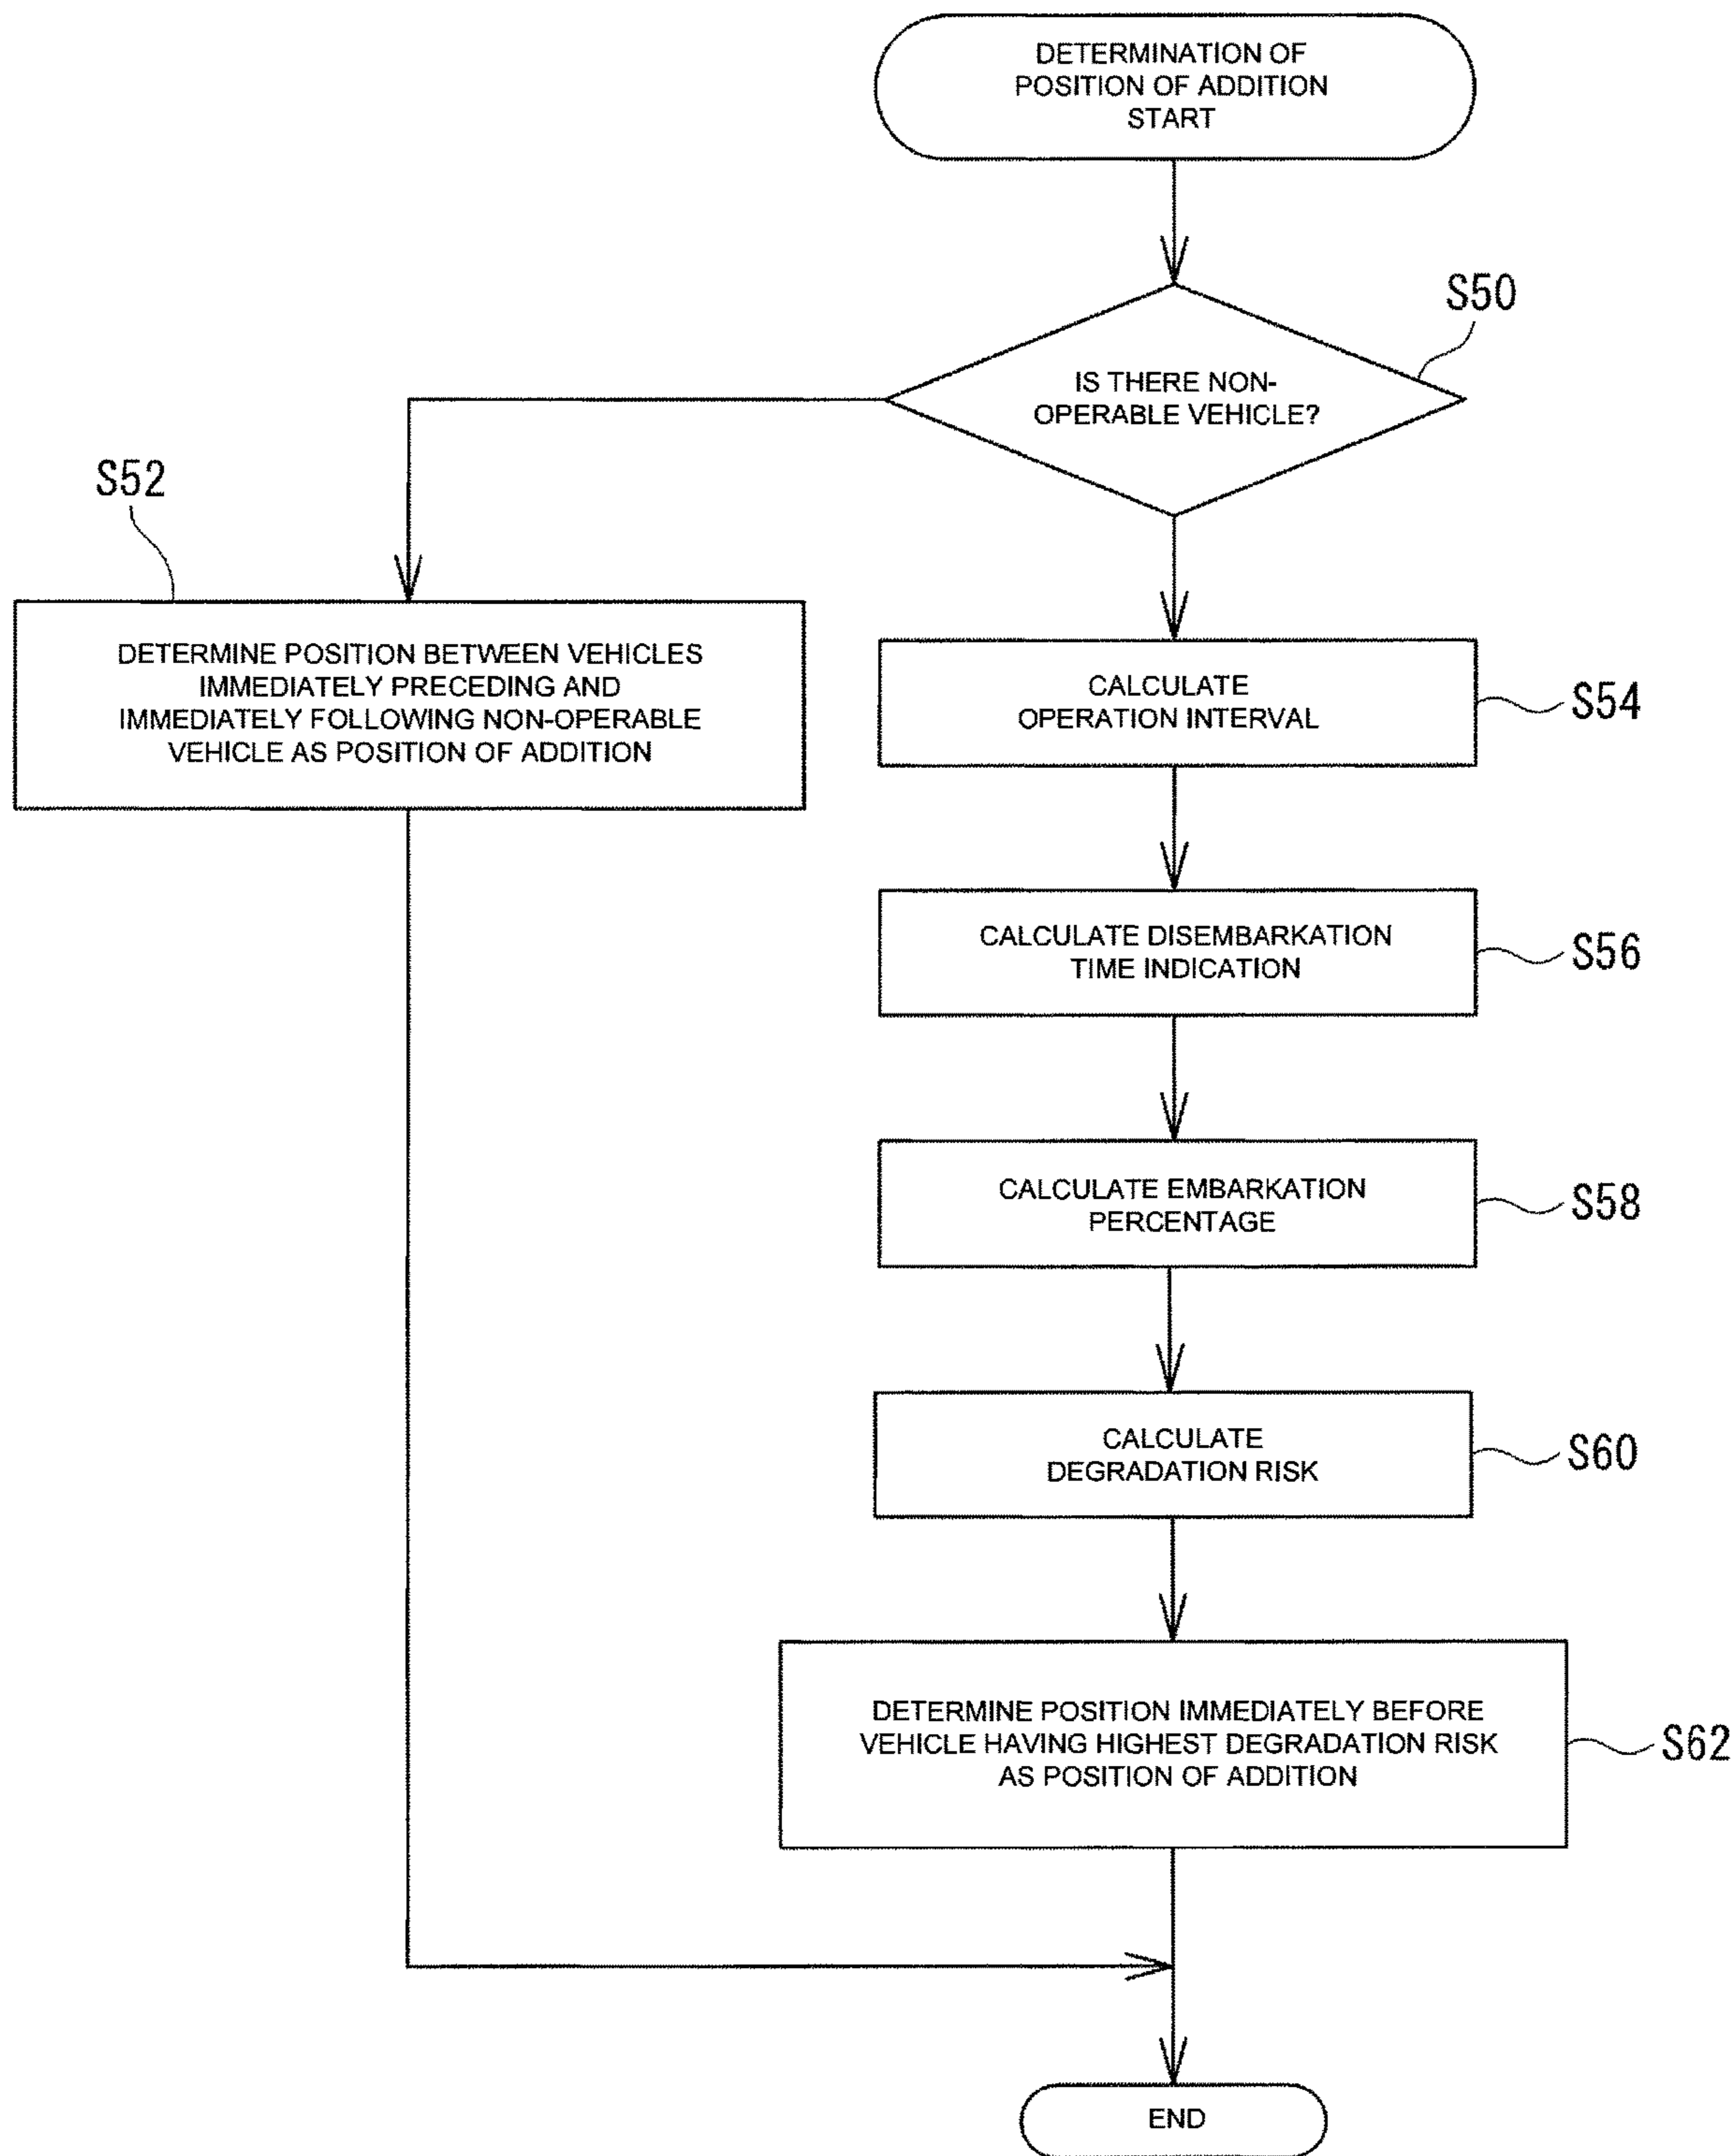 DETERMINATION OF
POSITION OF ADDITION
START
S50
IS THERE NON-
OPERABLE VEHICLE?
S52
DETERMINE POSITION BETWEEN VEHICLES
IMMEDIATELY PRECEDING AND
IMMEDIATELY FOLLOWING NON-OPERABLE
VEHICLE AS POSITION OF ADDITION
CALCULATE
OPERATION INTERVAL
S54
CALCULATE DISEMBARKATION
TIME INDICATION
S56
CALCULATE EMBARKATION
PERCENTAGE
S58
CALCULATE
DEGRADATION RISK
S60
DETERMINE POSITION IMMEDIATELY BEFORE
VEHICLE HAVING HIGHEST DEGRADATION RISK
AS POSITION OF ADDITION
S62
END